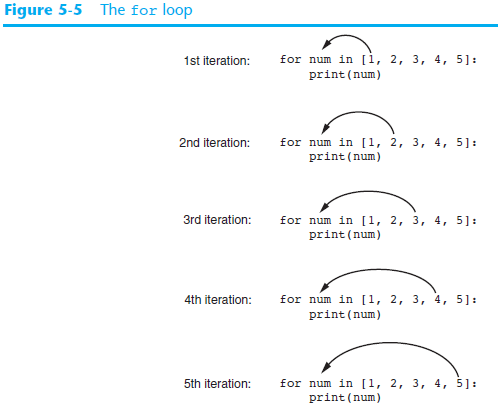 Figure 5-5 The for loop
1st iteration: for num in [1, 2, 3, 4, 5]:
print(num)
2nd iteration: for num in [1, 2, 3, 4, 5]:
print(num)
3rd iteration: for num in [1, 2, 3, 4, 5]:
print(num)
4th iteration: for num in [1, 2, 3, 4, 5]:
print(num)
5th iteration: for num in [1, 2, 3, 4, 5]:
print(num)